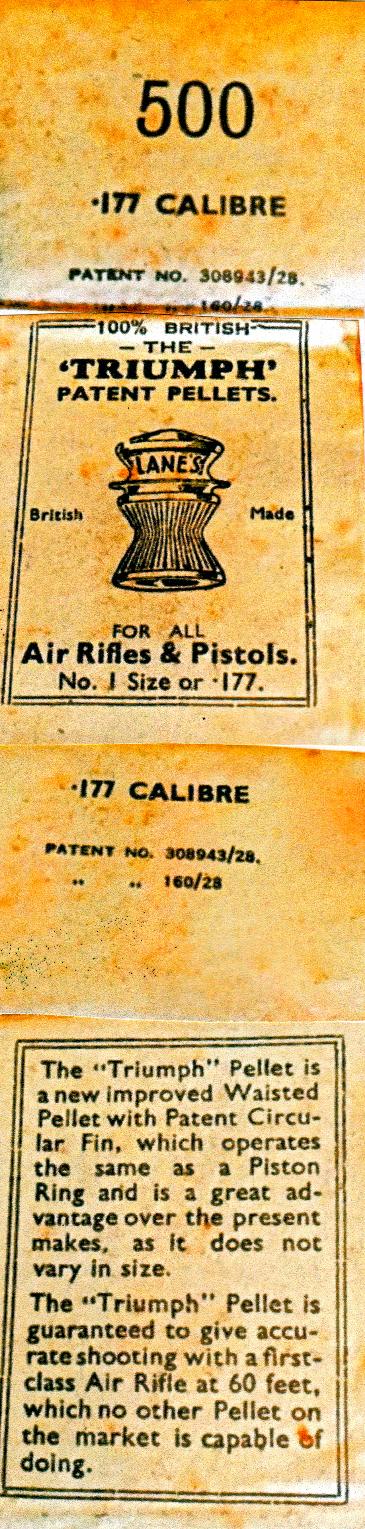 500
·177 CALIBRE
PATENT NO. 308943/28.
„ „ 160/28
100% BRITISH
– THE –
‘TRIUMPH’
PATENT PELLETS.
LANE'S
British Made
FOR ALL
Air Rifles & Pistols.
No. 1 Size or ·177.
·177 CALIBRE
PATENT NO. 308943/28.
„ „ 160/28
The “Triumph” Pellet is
a new improved Waisted
Pellet with Patent Circu-
lar Fin, which operates
the same as a Piston
Ring and is a great ad-
vantage over the present
makes, as it does not
vary in size.
The “Triumph” Pellet is
guaranteed to give accu-
rate shooting with a first-
class Air Rifle at 60 feet,
which no other Pellet on
the market is capable of
doing.